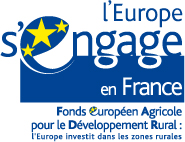 l'Europe
s'engage
en France
Fonds Européen Agricole
pour le Développement Rural :
l'Europe investit dans les zones rurales